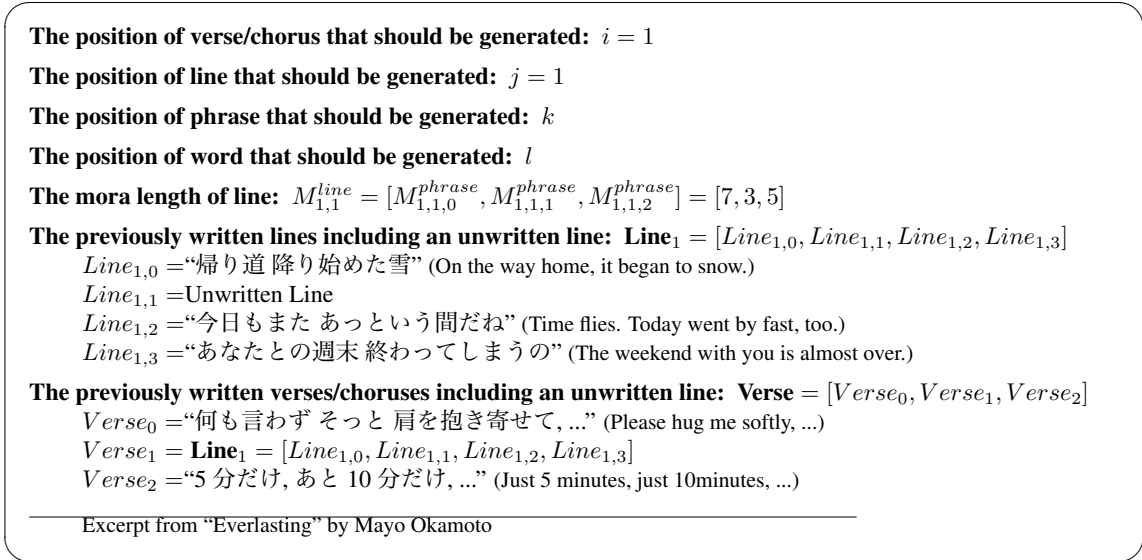 The position of verse/chorus that should be generated: i = 1
The position of line that should be generated: j = 1
The position of phrase that should be generated: k
The position of word that should be generated: l
The mora length of line: M_{1,1}^{line} = [M_{1,1,0}^{phrase}, M_{1,1,1}^{phrase}, M_{1,1,2}^{phrase}] = [7, 3, 5]
The previously written lines including an unwritten line: Line_1 = [Line_{1,0}, Line_{1,1}, Line_{1,2}, Line_{1,3}]
Line_{1,0} =“帰り道 降り始めた雪” (On the way home, it began to snow.)
Line_{1,1} =Unwritten Line
Line_{1,2} =“今日もまた あっという間だね” (Time flies. Today went by fast, too.)
Line_{1,3} =“あなたとの週末 終わってしまうの” (The weekend with you is almost over.)
The previously written verses/choruses including an unwritten line: Verse = [Verse_0, Verse_1, Verse_2]
Verse_0 =“何も言わず そっと 肩を抱き寄せて, ...” (Please hug me softly, ...)
Verse_1 = Line_1 = [Line_{1,0}, Line_{1,1}, Line_{1,2}, Line_{1,3}]
Verse_2 =“5 分だけ, あと 10 分だけ, ...” (Just 5 minutes, just 10minutes, ...)
Excerpt from “Everlasting” by Mayo Okamoto